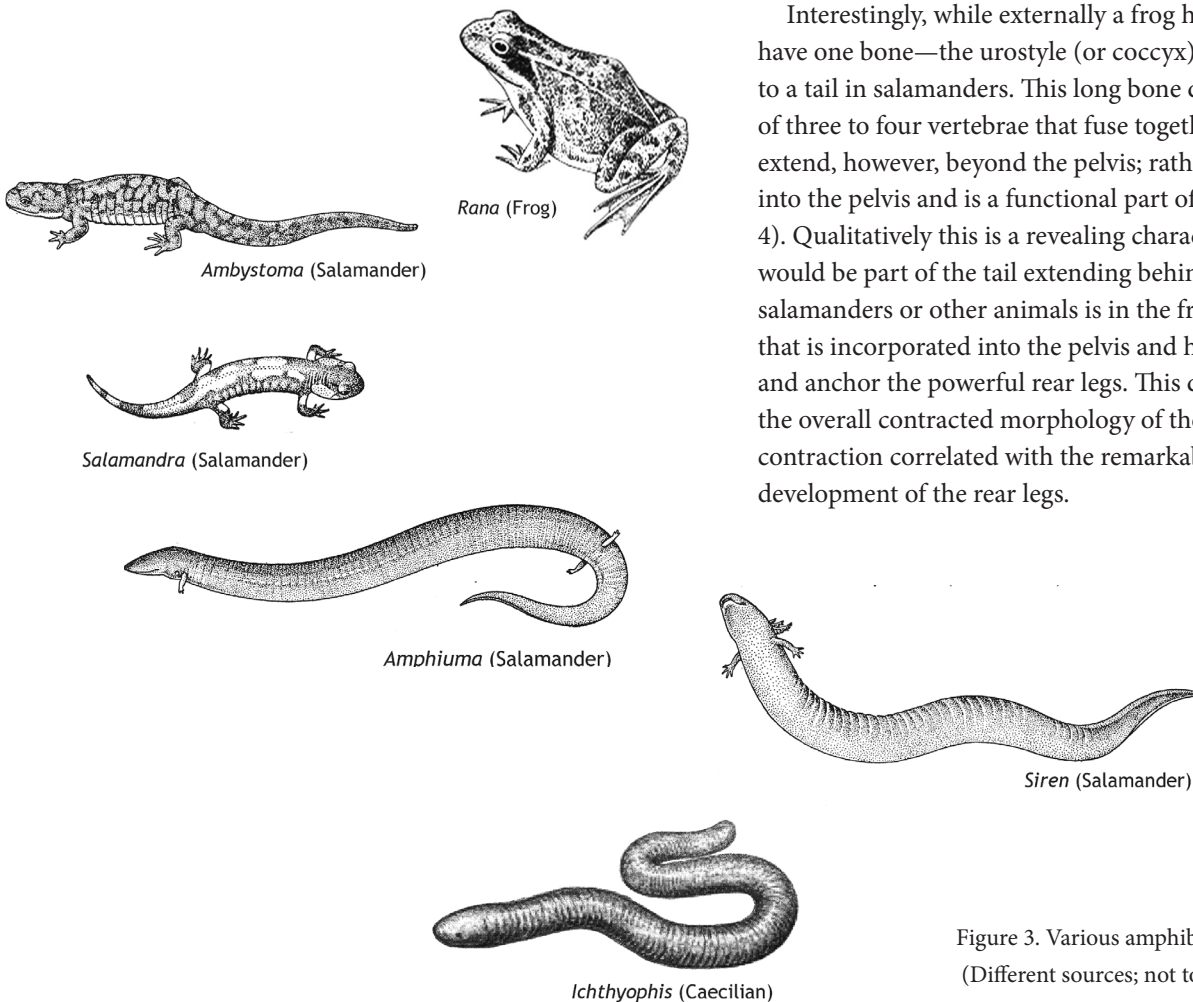 Interestingly, while externally a frog h
have one bone—the urostyle (or coccyx)
to a tail in salamanders. This long bone
of three to four vertebrae that fuse togeth
extend, however, beyond the pelvis; rath
into the pelvis and is a functional part of
4). Qualitatively this is a revealing charac
would be part of the tail extending behin
salamanders or other animals is in the fr
that is incorporated into the pelvis and h
and anchor the powerful rear legs. This
the overall contracted morphology of the
contraction correlated with the remarkab
development of the rear legs.
Rana (Frog)
Ambystoma (Salamander)
Salamandra (Salamander)
Amphiuma (Salamander)
Siren (Salamander)
Ichthyophis (Caecilian)
Figure 3. Various amphib
(Different sources; not to